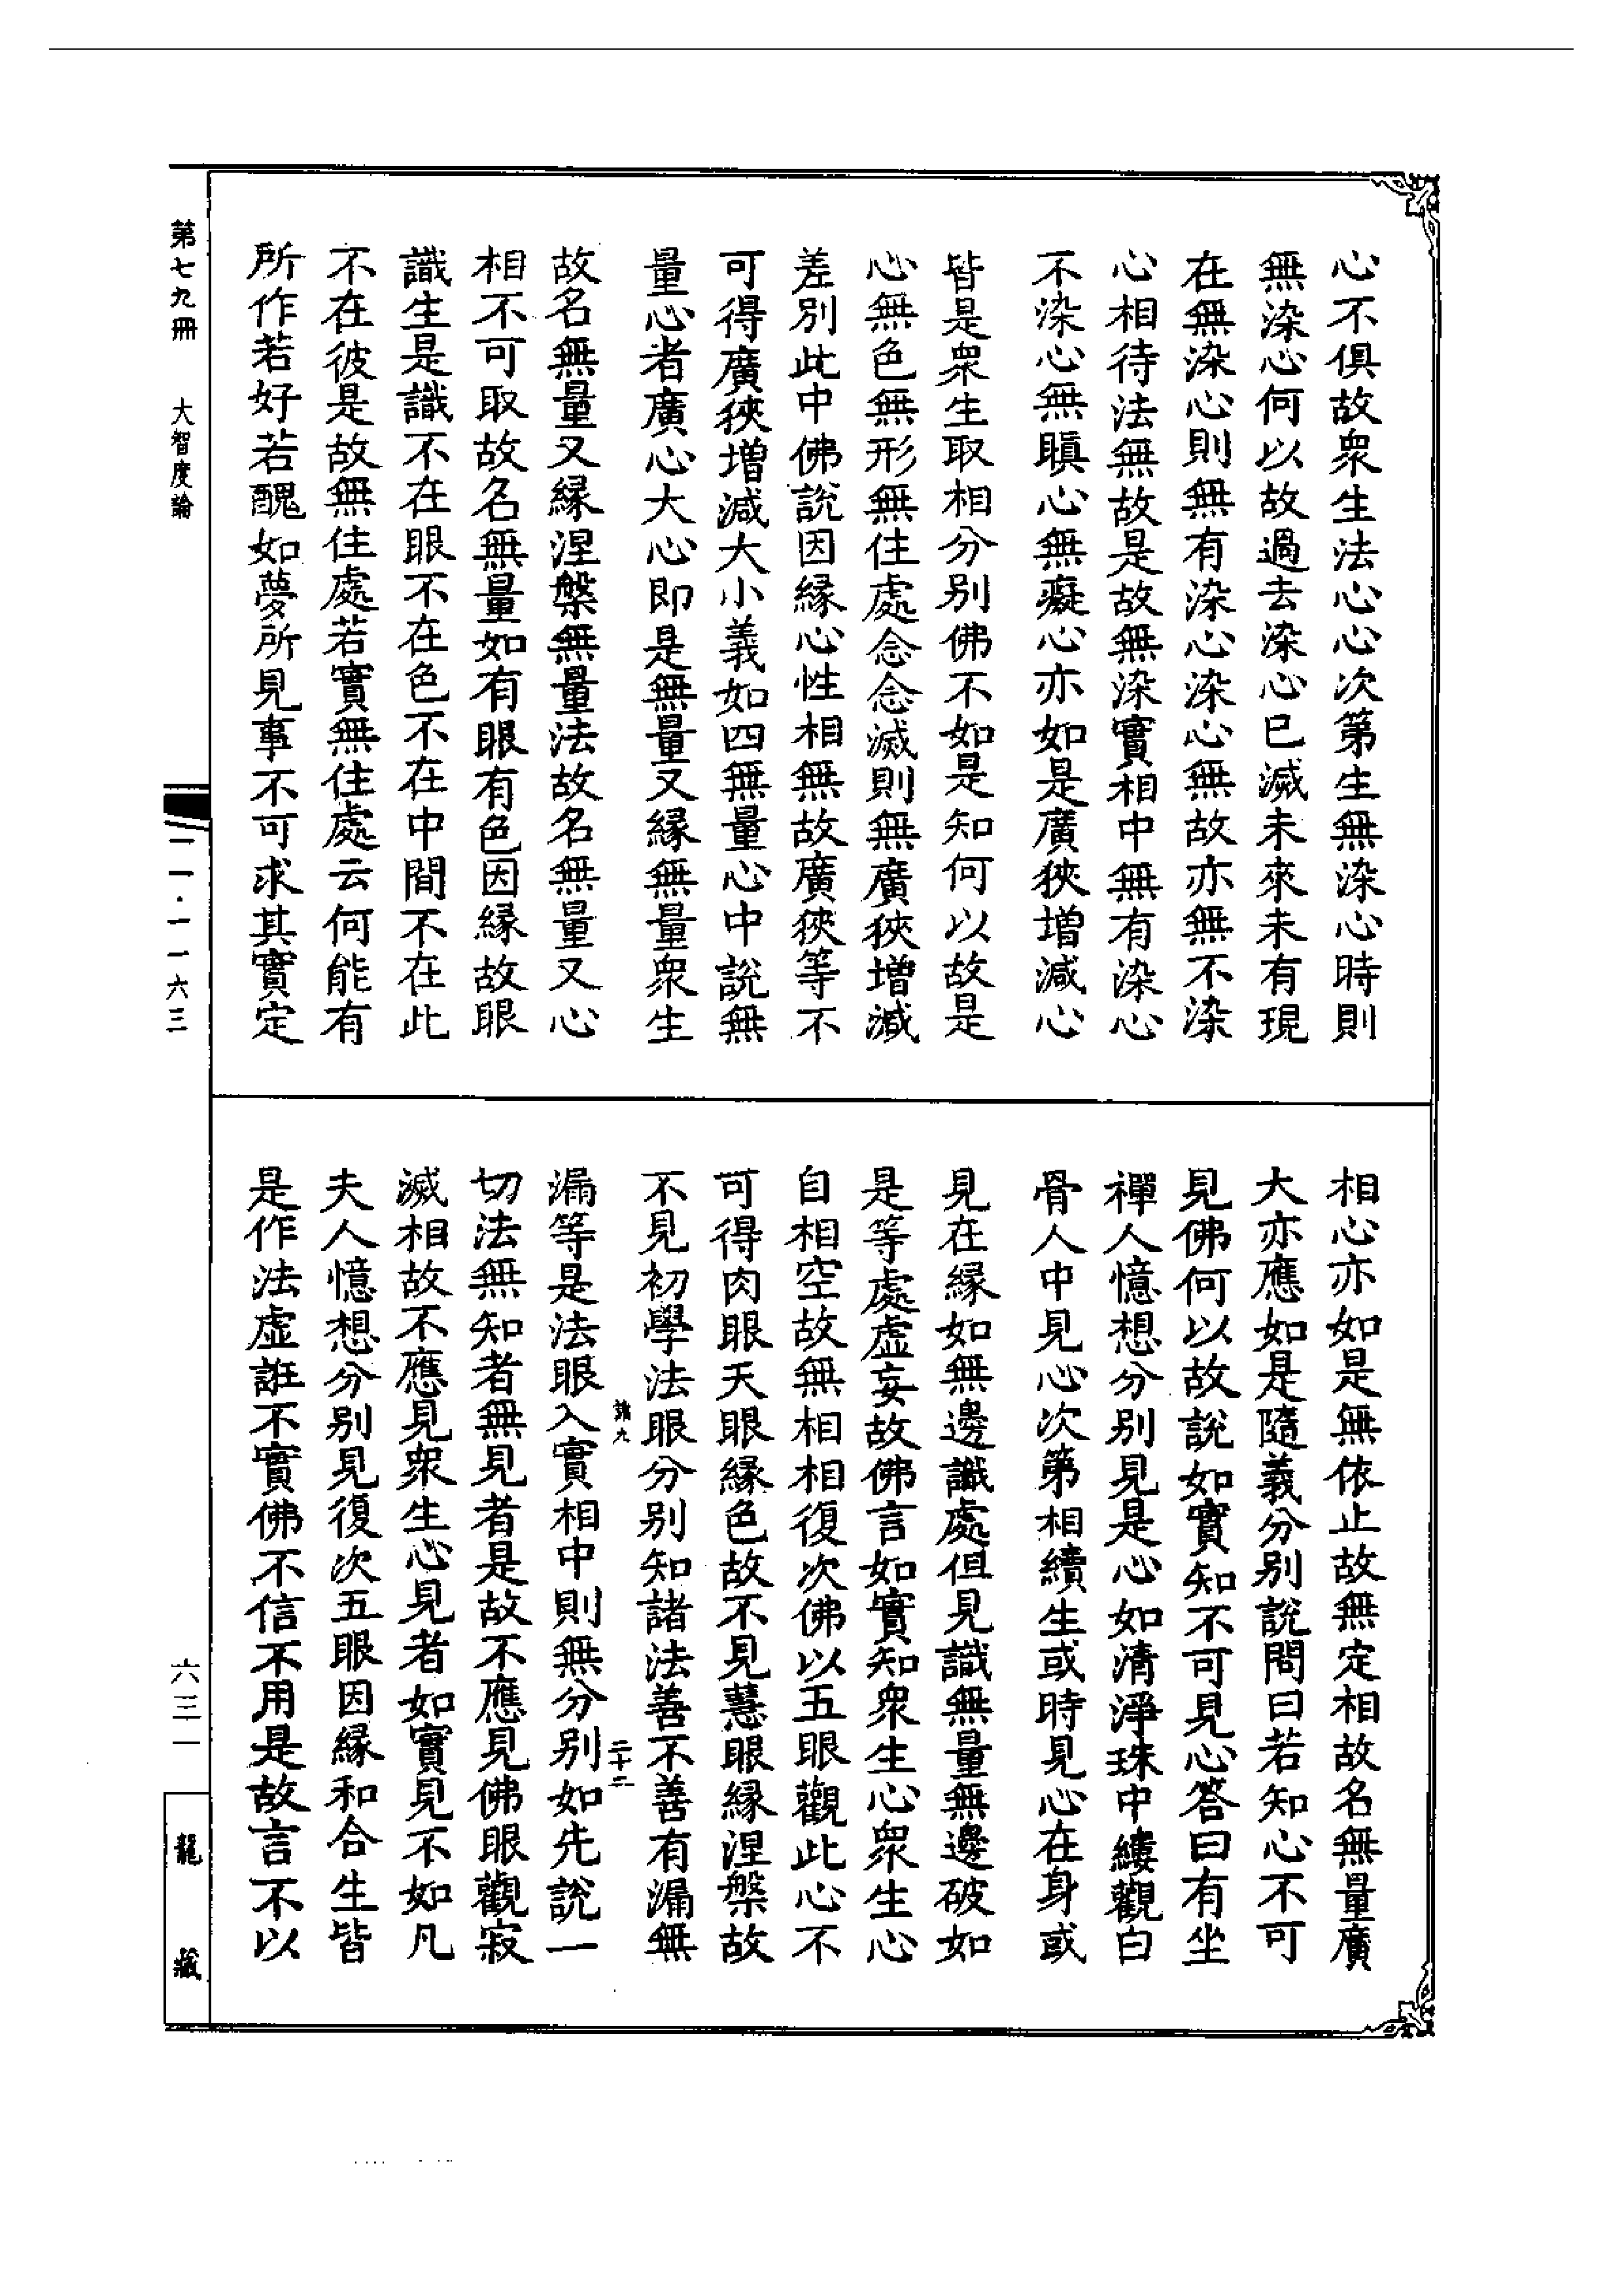 心不俱故衆生法心心次第生無染心時則
無染心何以故過去染心已滅未來未有現
在無染心則無有染心染心無故亦無不染
心相待法無故是故無染實相中無有染心
不染心無瞋心無癡心亦如是廣狹增減心
皆是衆生取相分別佛不如是知何以故是
心無色無形無住處念念滅則無廣狹增減
差別此中佛說因緣心性相無故廣狹等不
可得廣狹增減大小義如四無量心中說無
量心者廣心大心即是無量又緣無量衆生
故名無量又緣涅槃無量法故名無量又心
相不可取故名無量如有眼有色因緣故眼
識生是識不在眼不在色不在中間不在此
不在彼是故無住處若實無住處云何能有
所作若好若醜如夢所見事不可求其實定
相心亦如是無依止故無定相故名無量廣
大亦應如是隨義分別說問曰若知心不可
見佛何以故說如實知不可見心答曰有坐
禪人憶想分別見是心如清淨珠中縷觀白
骨人中見心次第相續生或時見心在身或
見在緣如無邊識處但見識無量無邊破如
是等處虛妄故佛言如實知衆生心衆生心
自相空故無相相復次佛以五眼觀此心不
可得肉眼天眼緣色故不見慧眼緣涅槃故
不見初學法眼分別知諸法善不善有漏無
諸九
二十二
漏等是法眼入實相中則無分別如先說一
切法無知者無見者是故不應見佛眼觀寂
滅相故不應見衆生心見者如實見不如凡
夫人憶想分別見復次五眼因緣和合生皆
是作法虛誑不實佛不信不用是故言不以
第七九冊
大智度論
二一·一一六三
六三一
龍藏